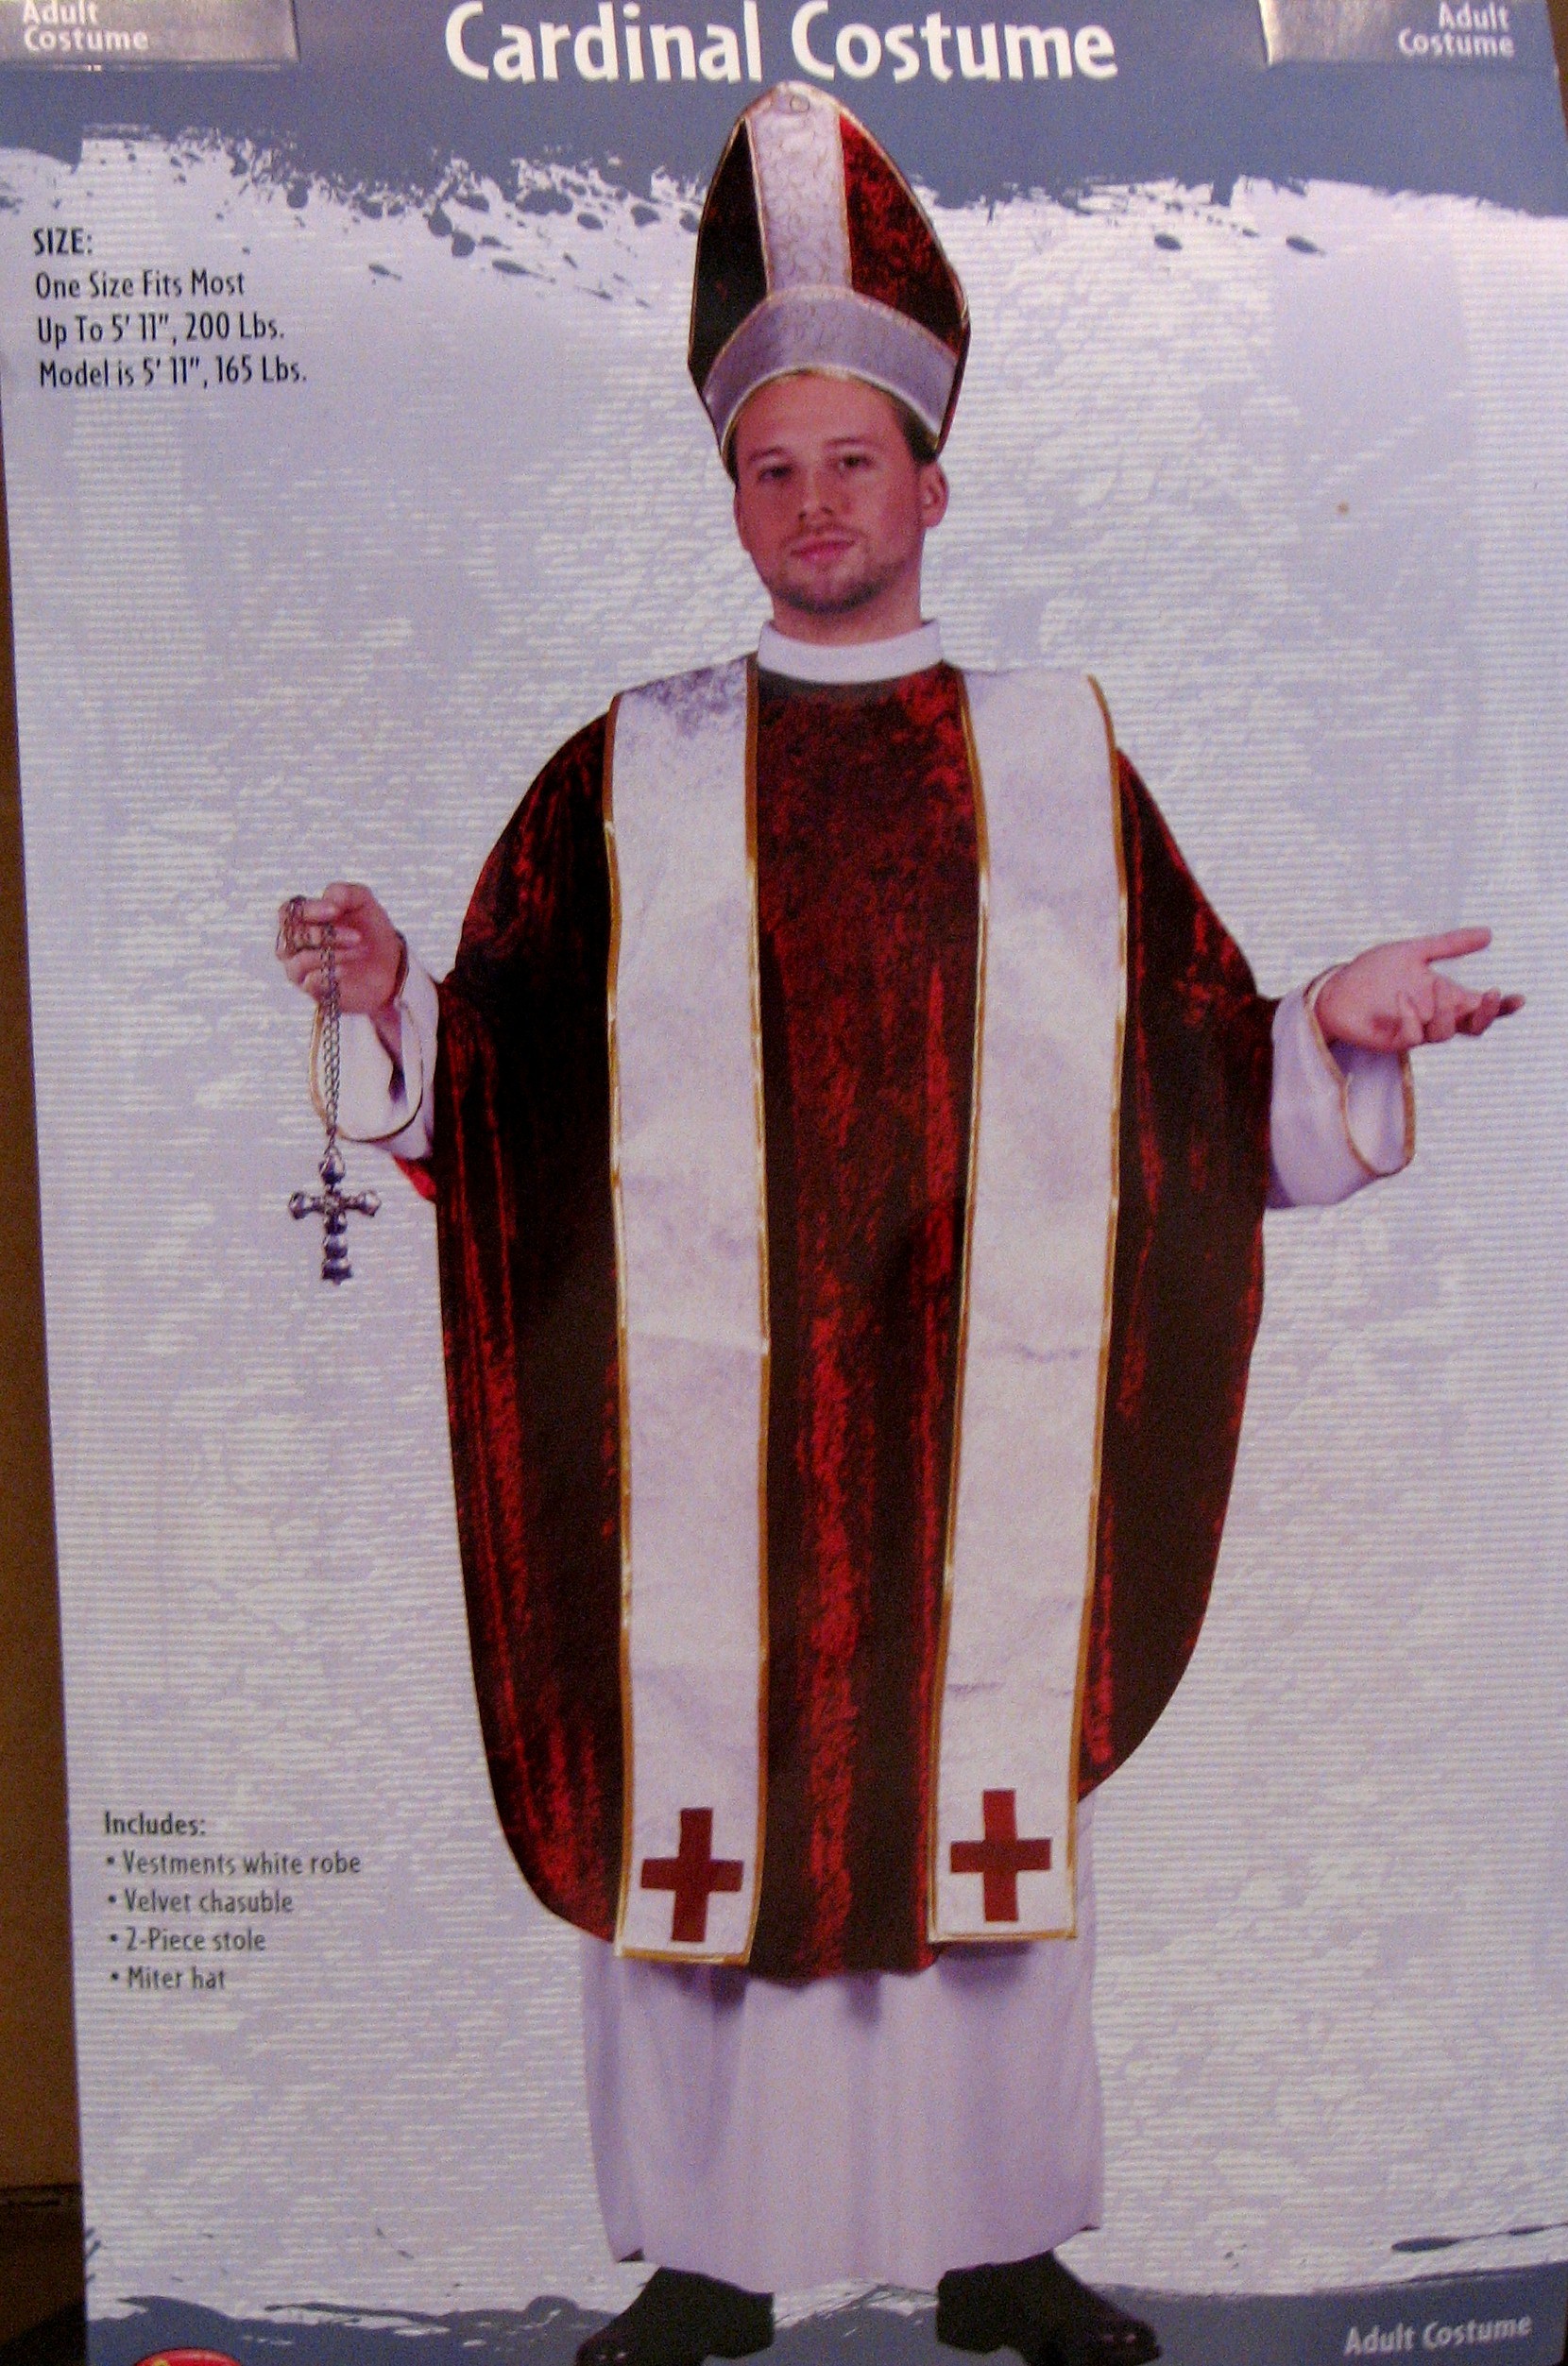 Adult
Costume
Cardinal Costume
Adult
Costume
SIZE:
One Size Fits Most
Up To 5' 11", 200 Lbs.
Model is 5' 11", 165 Lbs.
Includes:
• Vestments white robe
• Velvet chasuble
• 2-Piece stole
• Miter hat
Adult Costume